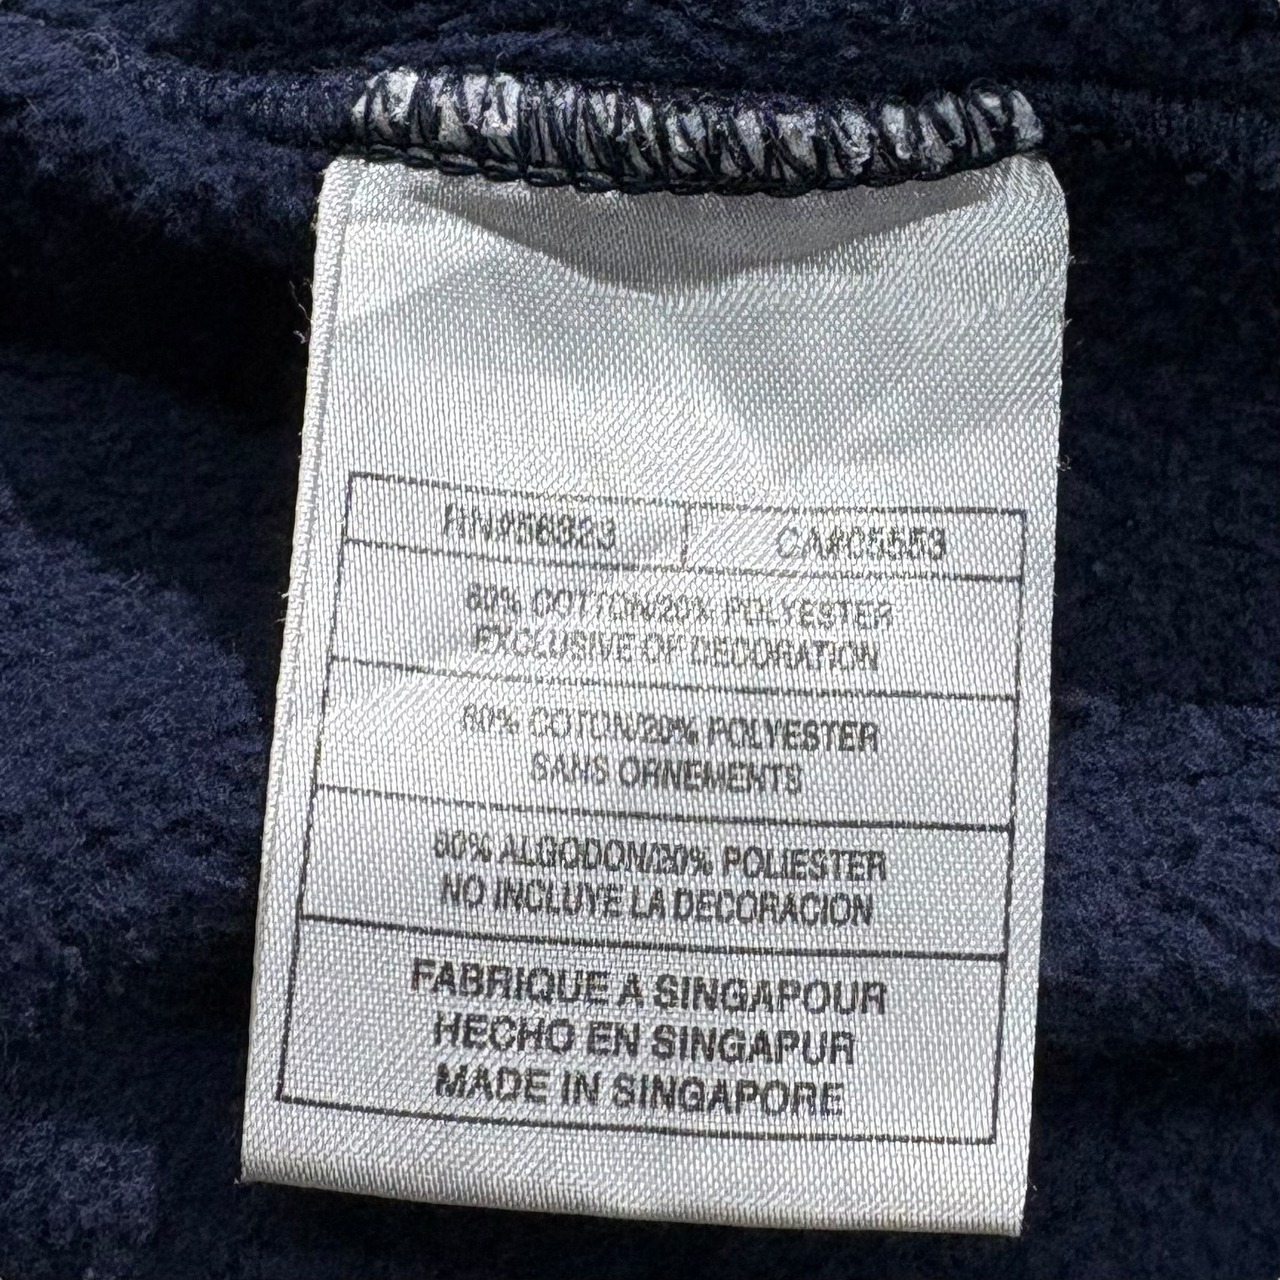 RN#56323 CA#05553
80% COTTON/20% POLYESTER
EXCLUSIVE OF DECORATION
80% COTON/20% POLYESTER
SANS ORNEMENTS
80% ALGODON/20% POLIESTER
NO INCLUYE LA DECORACION
FABRIQUE A SINGAPOUR
HECHO EN SINGAPUR
MADE IN SINGAPORE